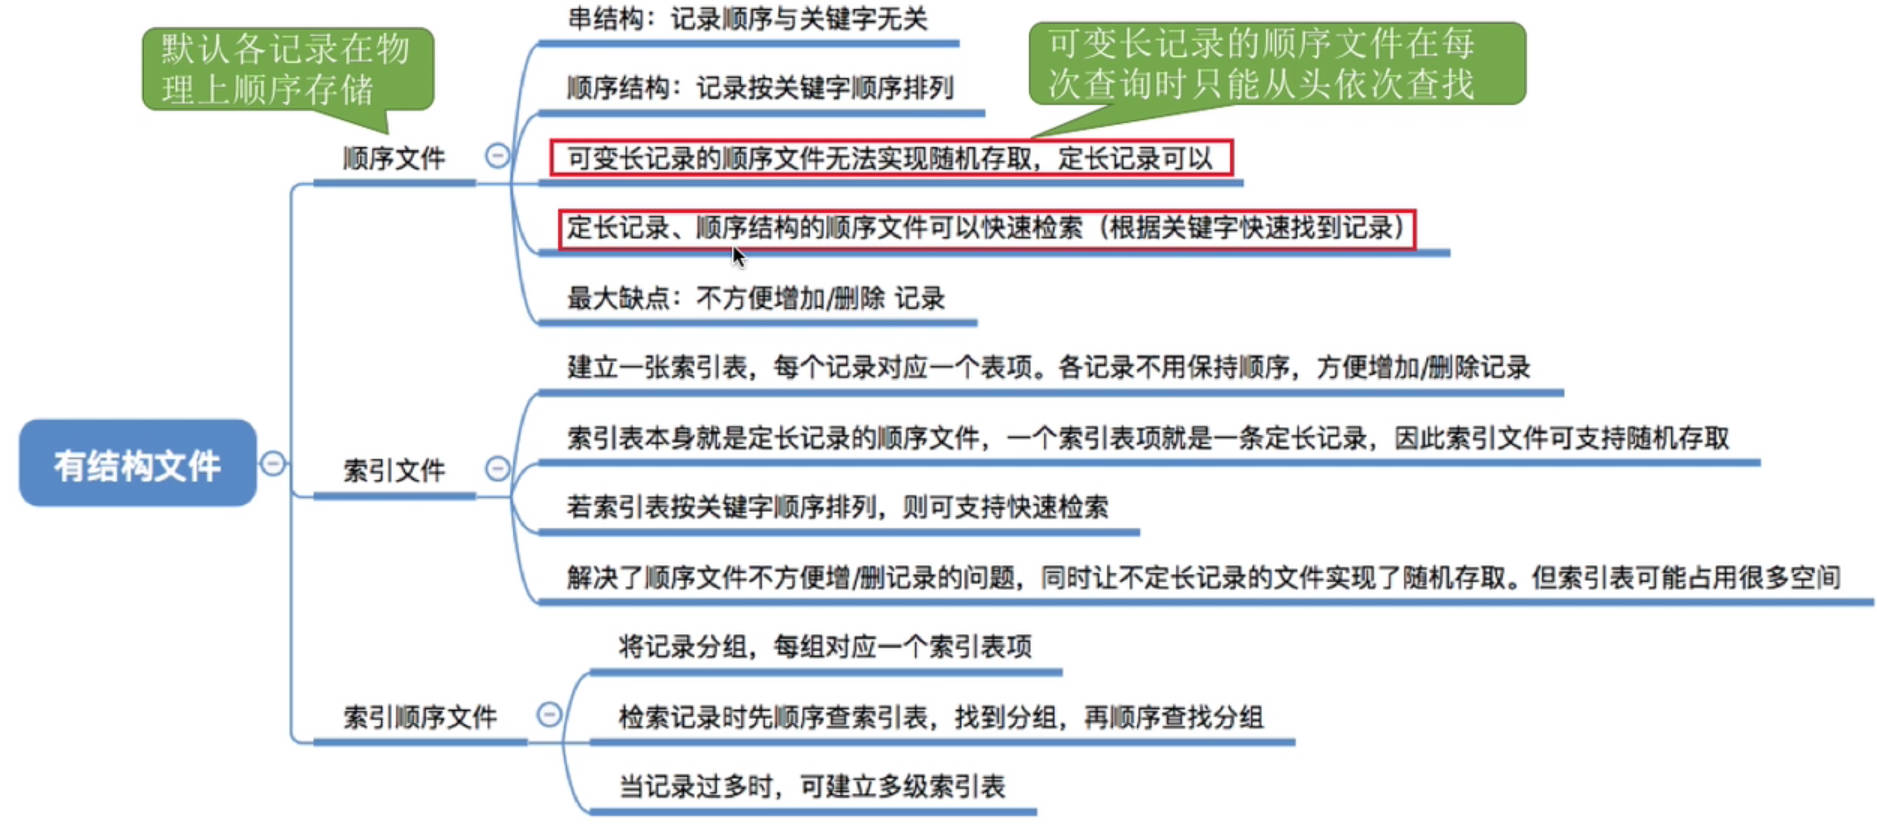 串结构：记录顺序与关键字无关
默认各记录在物
理上顺序存储
可变长记录的顺序文件在每
次查询时只能从头依次查找
顺序结构：记录按关键字顺序排列
顺序文件
可变长记录的顺序文件无法实现随机存取，定长记录可以
定长记录、顺序结构的顺序文件可以快速检索（根据关键字快速找到记录）
最大缺点：不方便增加/删除 记录
建立一张索引表，每个记录对应一个表项。各记录不用保持顺序，方便增加/删除记录
索引表本身就是定长记录的顺序文件，一个索引表项就是一条定长记录，因此索引文件可支持随机存取
有结构文件
索引文件
若索引表按关键字顺序排列，则可支持快速检索
解决了顺序文件不方便增/删记录的问题，同时让不定长记录的文件实现了随机存取。但索引表可能占用很多空间
将记录分组，每组对应一个索引表项
索引顺序文件
检索记录时先顺序查索引表，找到分组，再顺序查找分组
当记录过多时，可建立多级索引表